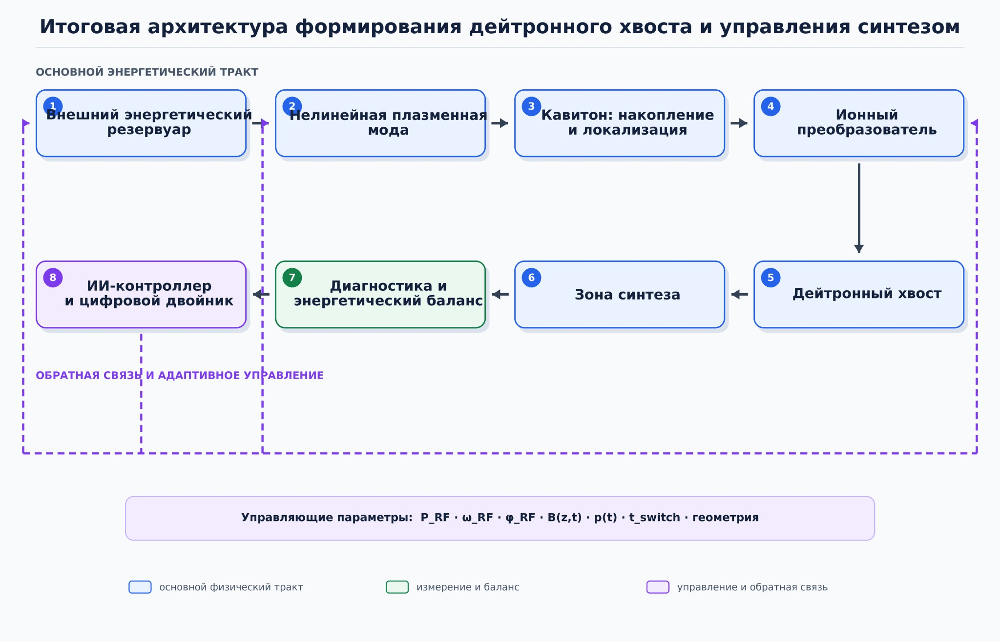 Итоговая архитектура формирования дейтронного хвоста и управления синтезом
ОСНОВНОЙ ЭНЕРГЕТИЧЕСКИЙ ТРАКТ
1
Внешний энергетический
резервуар
2
Нелинейная плазменная
мода
3
Кавитон: накопление
и локализация
4
Ионный
преобразователь
8
ИИ-контроллер
и цифровой двойник
7
Диагностика и
энергетический баланс
6
Зона синтеза
5
Дейтронный хвост
ОБРАТНАЯ СВЯЗЬ И АДАПТИВНОЕ УПРАВЛЕНИЕ
Управляющие параметры: P_RF · ω_RF · φ_RF · B(z,t) · p(t) · t_switch · геометрия
основной физический тракт
измерение и баланс
управление и обратная связь